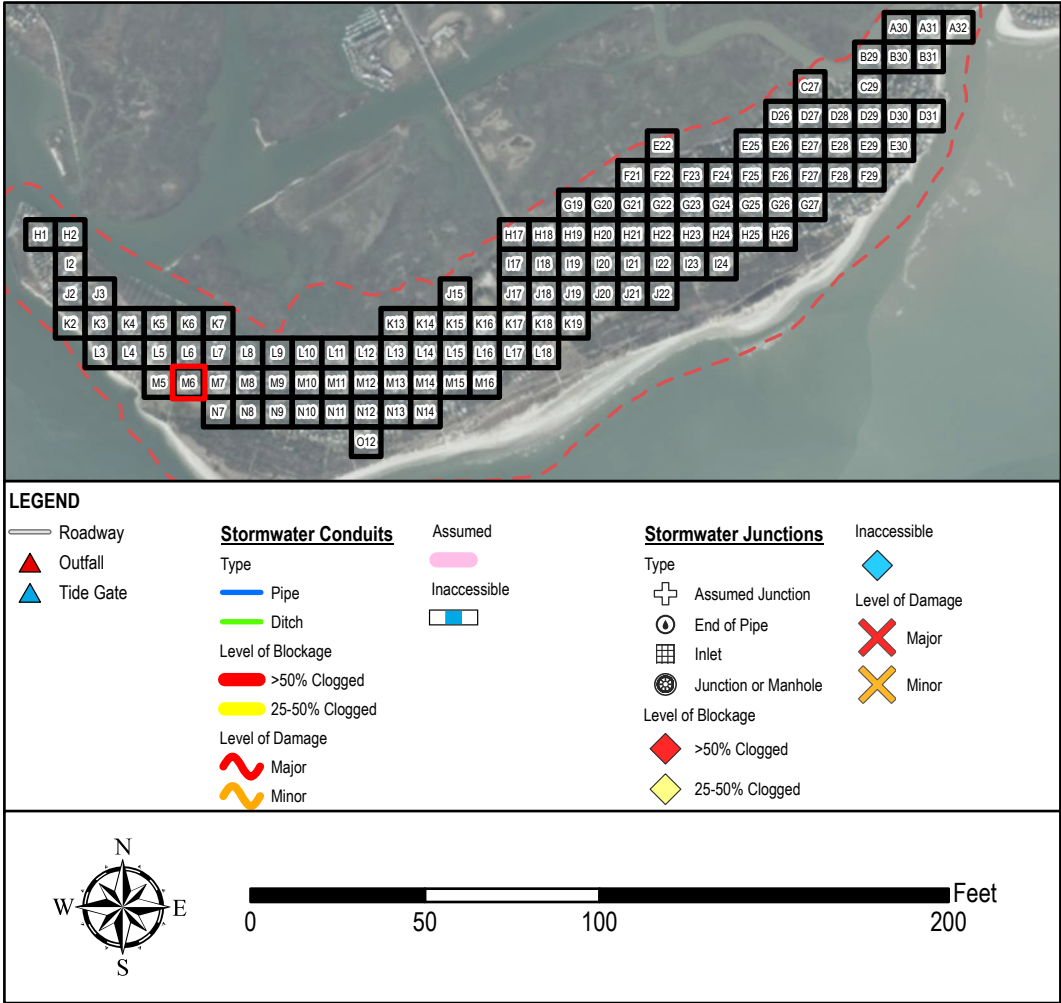 A30 A31 A32
B29 B30 B31
C27 C29
D26 D27 D28 D29 D30 D31
E22 E25 E26 E27 E28 E29 E30
F21 F22 F23 F24 F25 F26 F27 F28 F29
G19 G20 G21 G22 G23 G24 G25 G26 G27
H1 H2 H17 H18 H19 H20 H21 H22 H23 H24 H25 H26
I2 I17 I18 I19 I20 I21 I22 I23 I24
J2 J3 J15 J17 J18 J19 J20 J21 J22
K2 K3 K4 K5 K6 K7 K13 K14 K15 K16 K17 K18 K19
L3 L4 L5 L6 L7 L8 L9 L10 L11 L12 L13 L14 L15 L16 L17 L18
M5 M6 M7 M8 M9 M10 M11 M12 M13 M14 M15 M16
N7 N8 N9 N10 N11 N12 N13 N14
O12
LEGEND
Roadway
Outfall
Tide Gate
Stormwater Conduits
Type
Pipe
Ditch
Level of Blockage
>50% Clogged
25-50% Clogged
Level of Damage
Major
Minor
Assumed
Inaccessible
Stormwater Junctions
Type
Assumed Junction
End of Pipe
Inlet
Junction or Manhole
Level of Blockage
>50% Clogged
25-50% Clogged
Inaccessible
Level of Damage
Major
Minor
N
W E
S
Feet
0 50 100 200